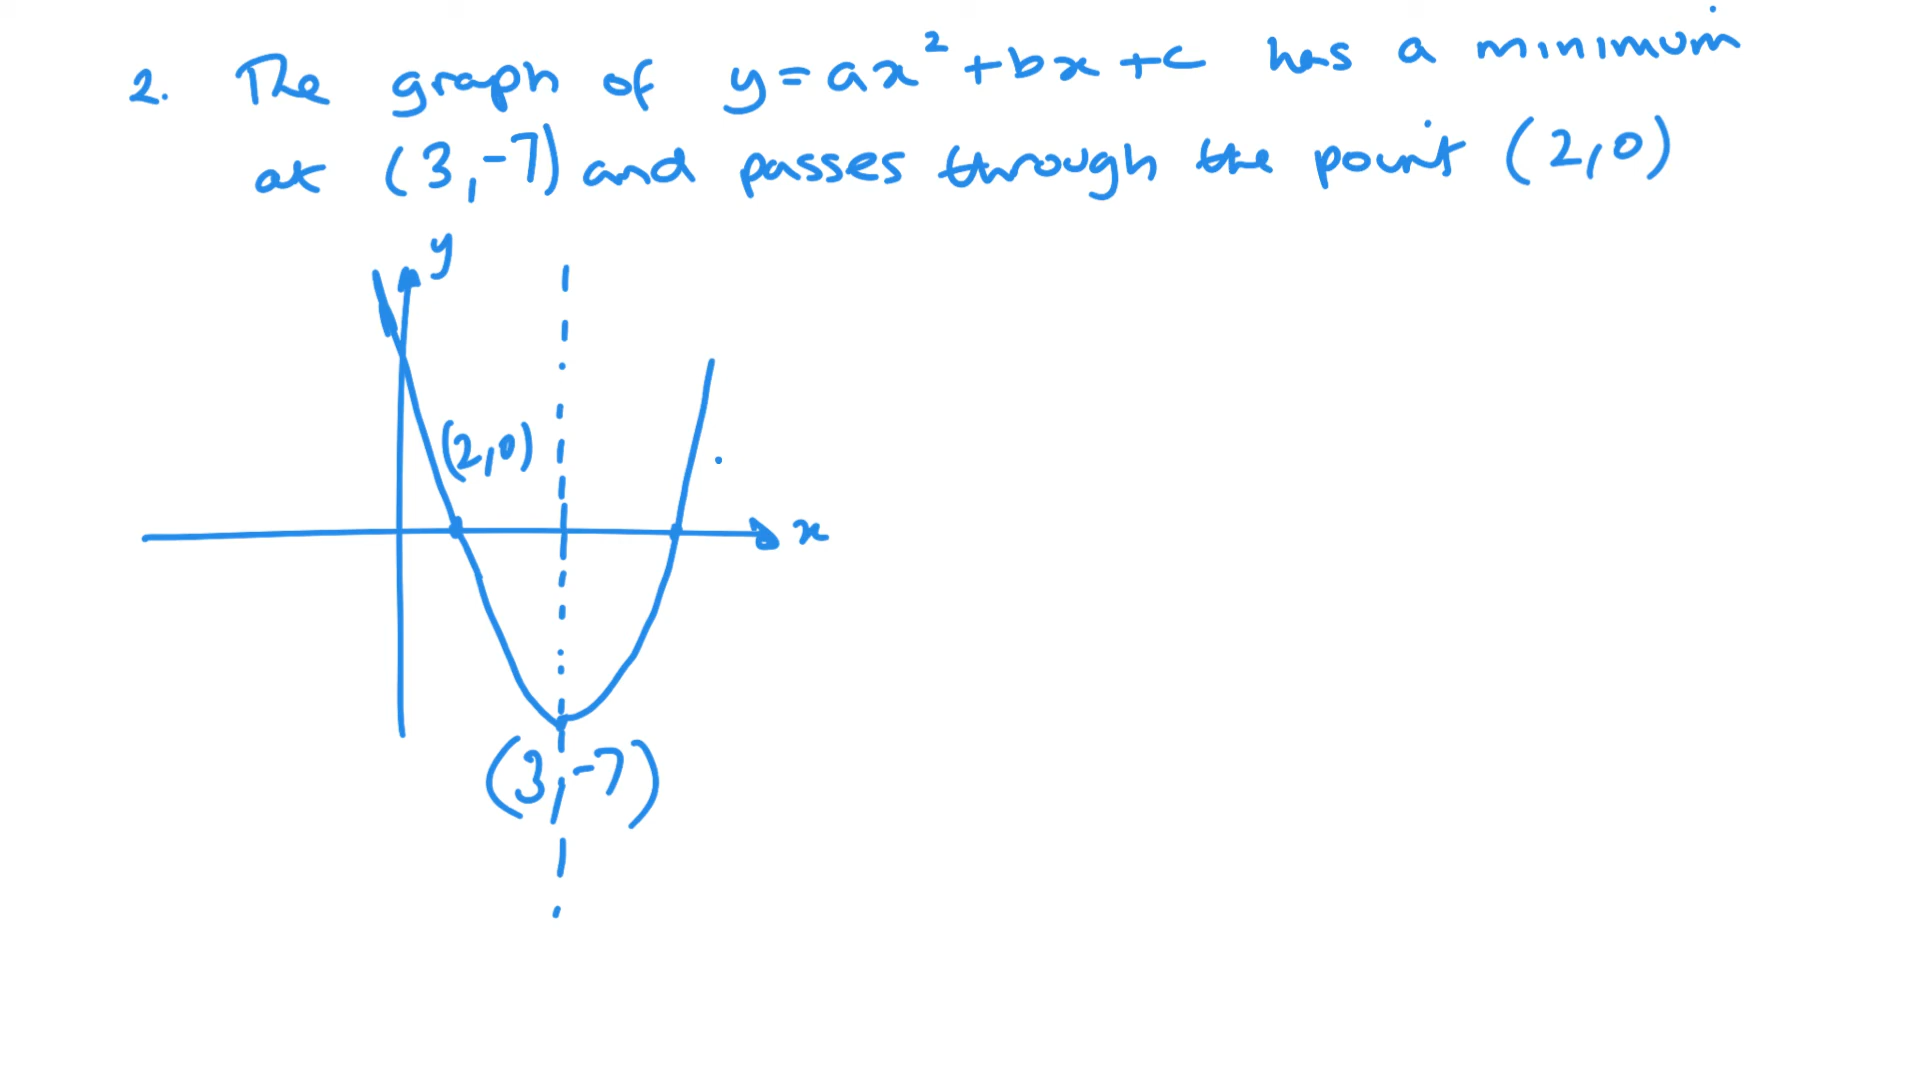 2. The graph of y = ax² + bx + c has a minimum
at (3, -7) and passes through the point (2, 0)
y
(2, 0)
x
(3, -7)